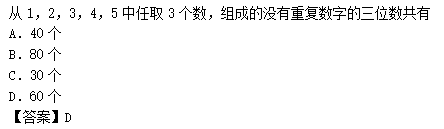 从 1, 2, 3, 4, 5中任取 3 个数, 组成的没有重复数字的三位数共有
A. 40 个
B. 80 个
C. 30 个
D. 60 个
【答案】D